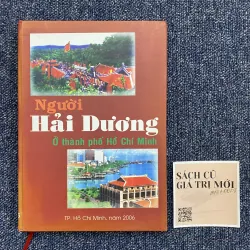 Người
Hải Dương
Ở thành phố Hồ Chí Minh
TP. Hồ Chí Minh, năm 2006
SÁCH CŨ
GIÁ TRỊ MỚI